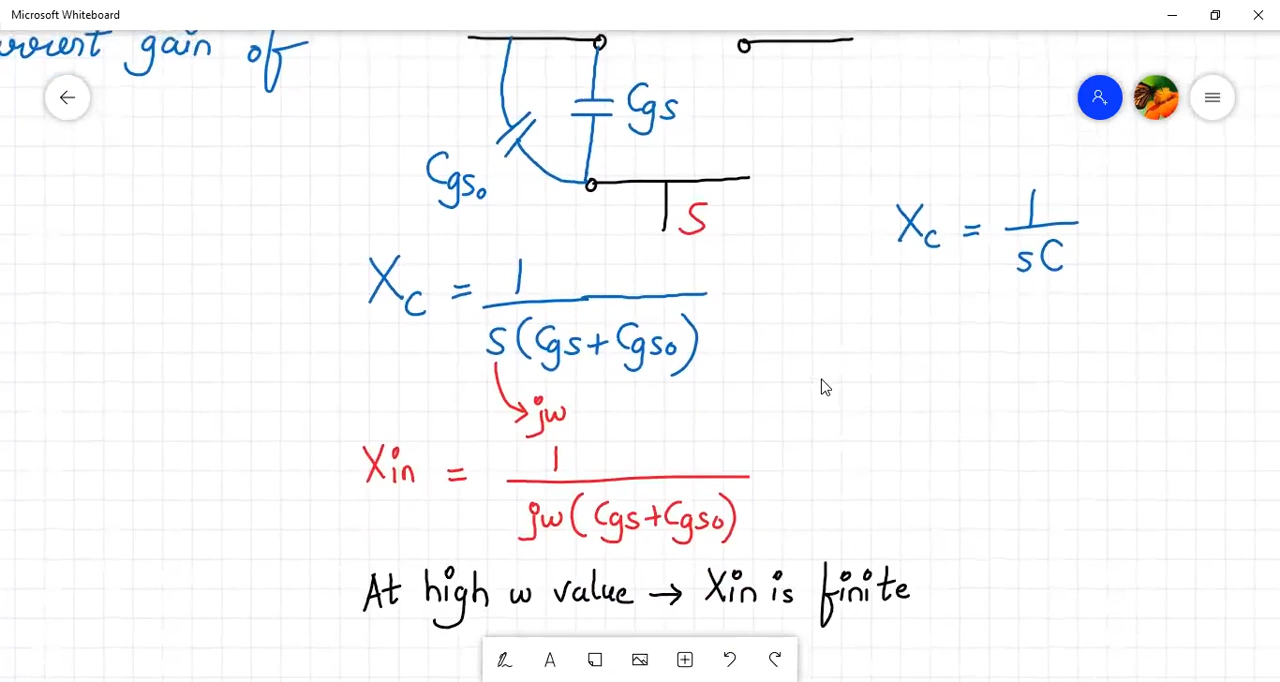 Microsoft Whiteboard
gain of
Cgs
Cgs₀
S
Xc = 1/sC
Xc = 1/s(Cgs+Cgs₀)
jw
Xin = 1/jw(Cgs+Cgs₀)
At high w value → Xin is finite
A